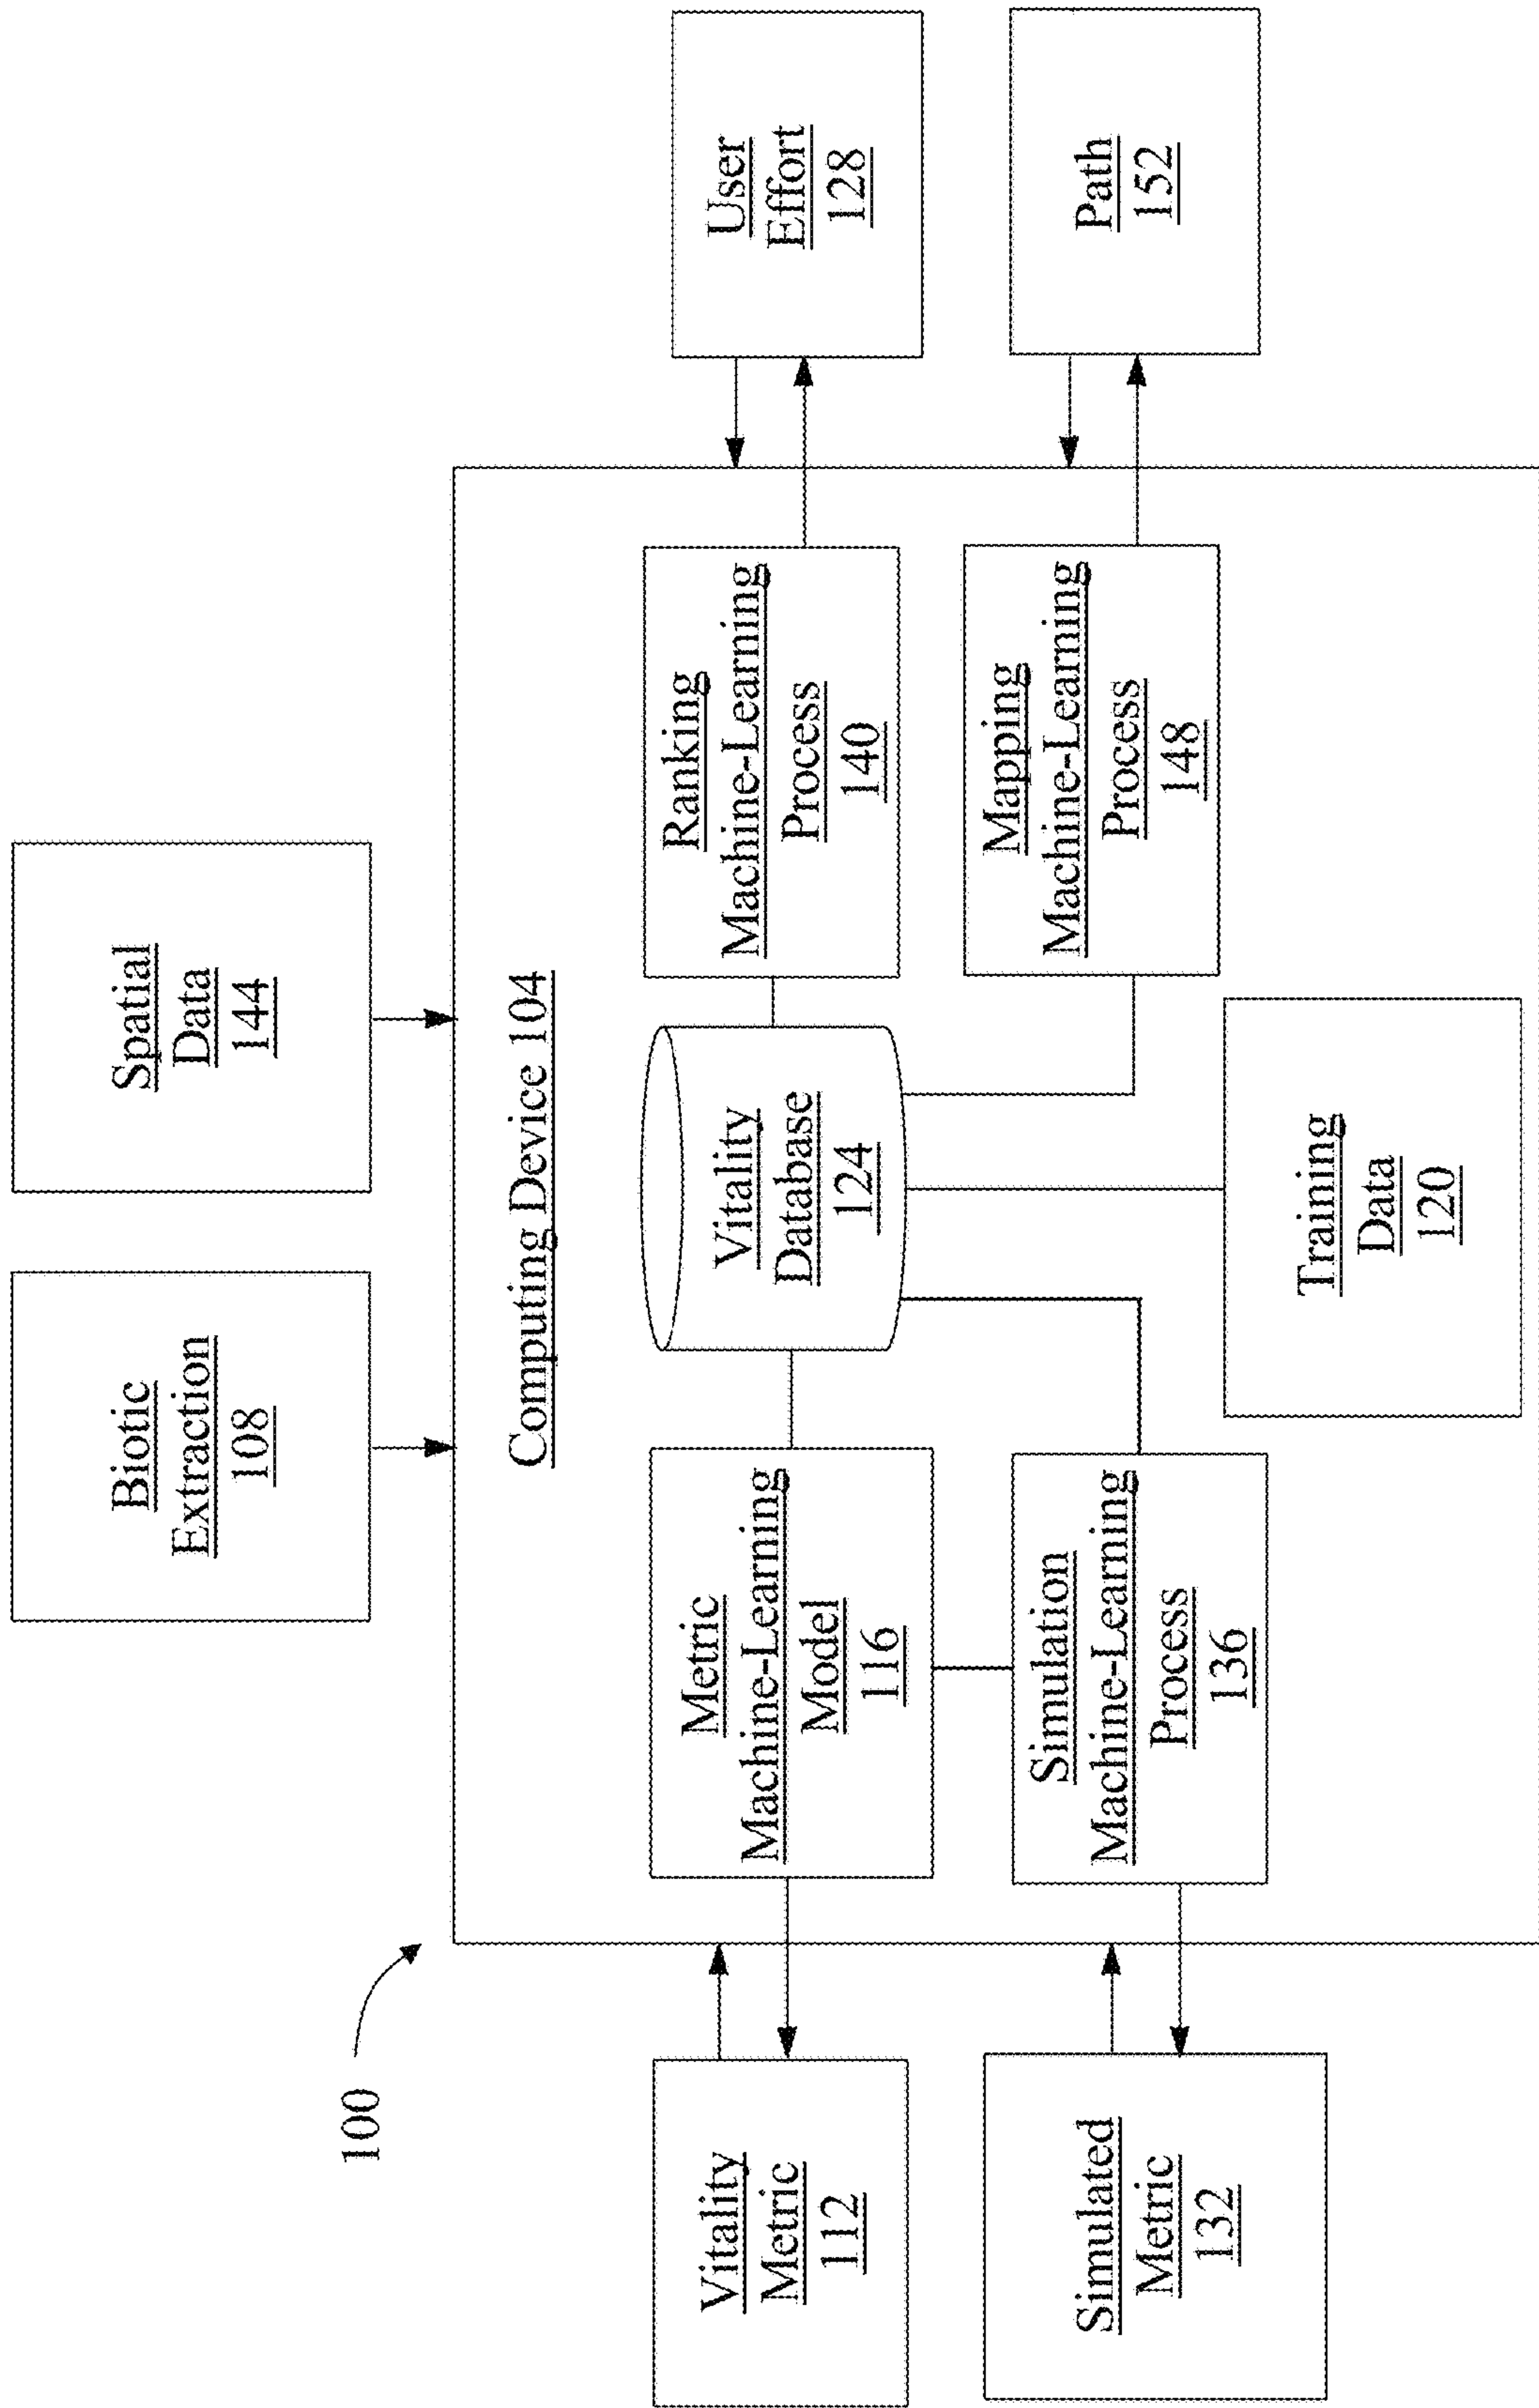 100
Biotic
Extraction
108
Spatial
Data
144
Computing Device 104
Vitality
Metric
112
Metric
Machine-Learning
Model
116
Vitality
Database
124
Ranking
Machine-Learning
Process
140
User
Effort
128
Simulated
Metric
132
Simulation
Machine-Learning
Process
136
Training
Data
120
Mapping
Machine-Learning
Process
148
Path
152